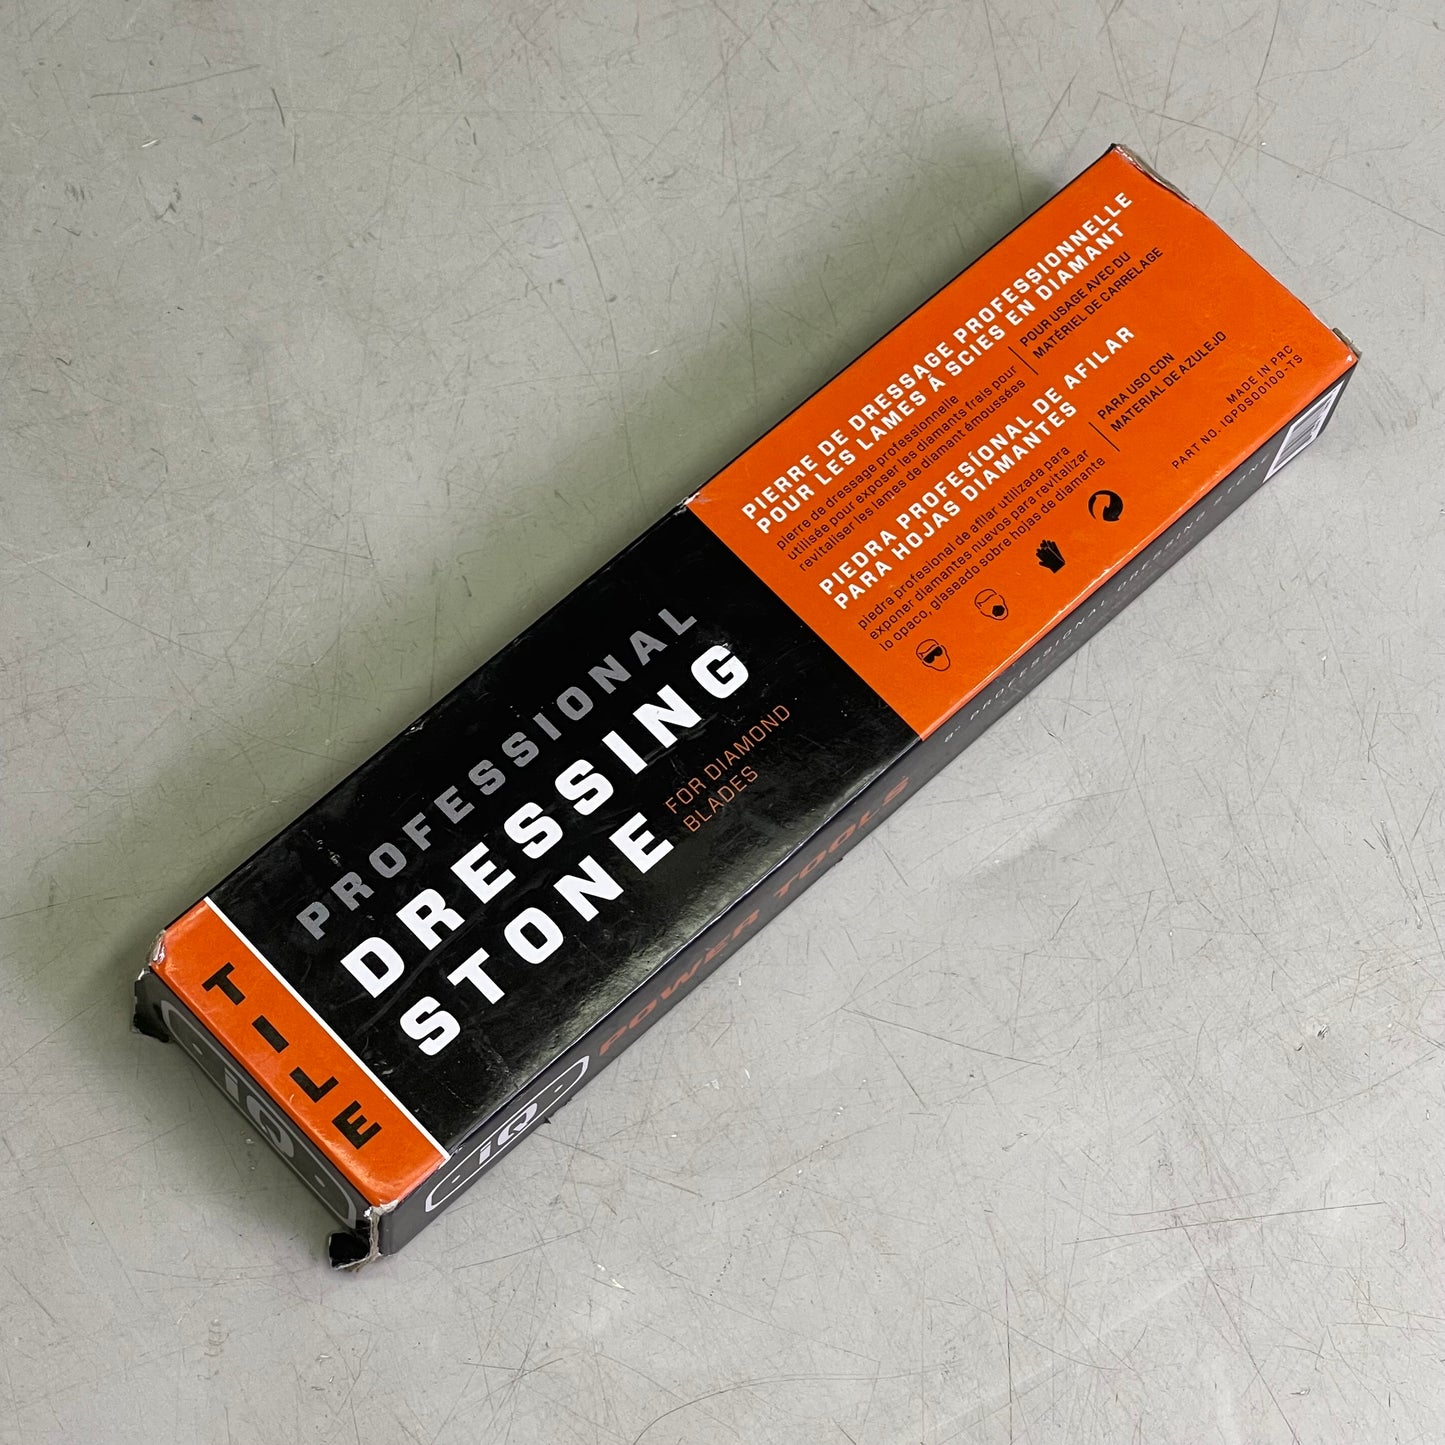 ELIT
PROFESSIONAL
DRESSING
STONE
FOR DIAMOND
BLADES
PIERRE DE DRESSAGE PROFESSIONNELLE
POUR LES LAMES À SCIES EN DIAMANT
pierre de dressage professionnelle
utilisée pour exposer les diamants frais pour
revitaliser les lames de diamant émoussées
POUR USAGE AVEC DU
MATÉRIEL DE CARRELAGE
PIEDRA PROFESÍONAL DE AFILAR
PARA HOJAS DIAMANTES
piedra profesional de afilar utilizada para
exponer diamantes nuevos para revitalizar
lo opaco, glaseado sobre hojas de diamante
PARA USO CON
MATERIAL DE AZULEJO
MADE IN PRC
PART NO. IQPDS00100-TS
iQ
iQ POWER TOOLS
8" PROFESSIONAL DRESSING STONE